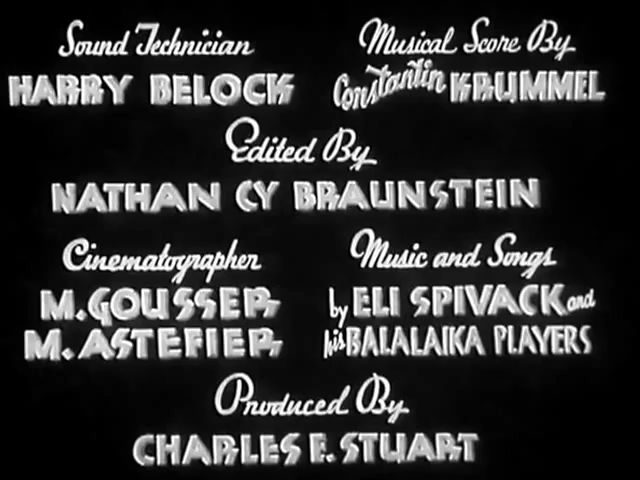 Sound Technician
HARRY BELOCK
Musical Score By
Constantin KRUMMEL
Edited By
NATHAN CY BRAUNSTEIN
Cinematographer
M. GOUSSER
M. ASTEFIER
Music and Songs
by ELI SPIVACK and
his BALALAIKA PLAYERS
Produced By
CHARLES F. STUART